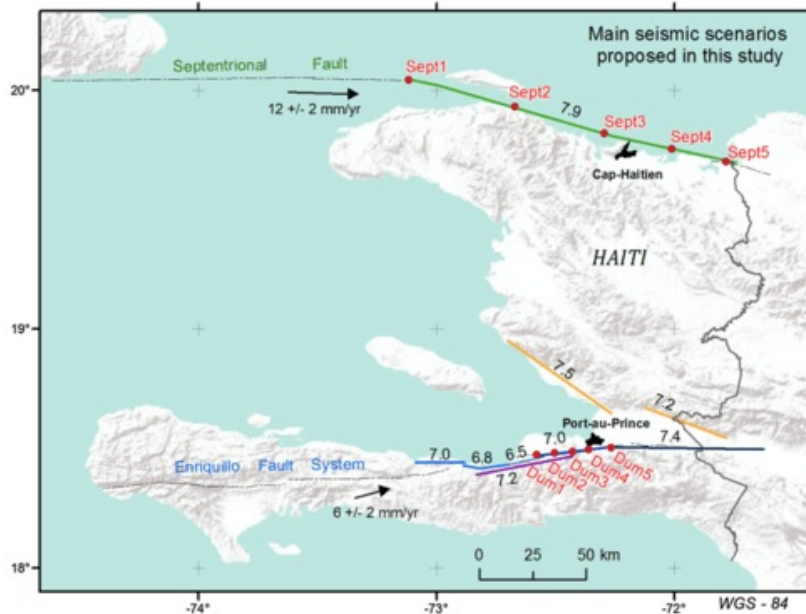 Main seismic scenarios
proposed in this study
Septentrional Fault
Sept1
20°
12 +/- 2 mm/yr
Sept2
7.9
Sept3
Sept4
Sept5
Cap-Haitien
HAITI
19°
7.5
7.2
Port-au-Prince
7.4
7.0
6.8
6.5
7.0
Enriquillo Fault System
7.2
Dum1
Dum2
Dum3
Dum4
Dum5
6 +/- 2 mm/yr
0 25 50 km
18°
-74° -73° -72°
WGS - 84